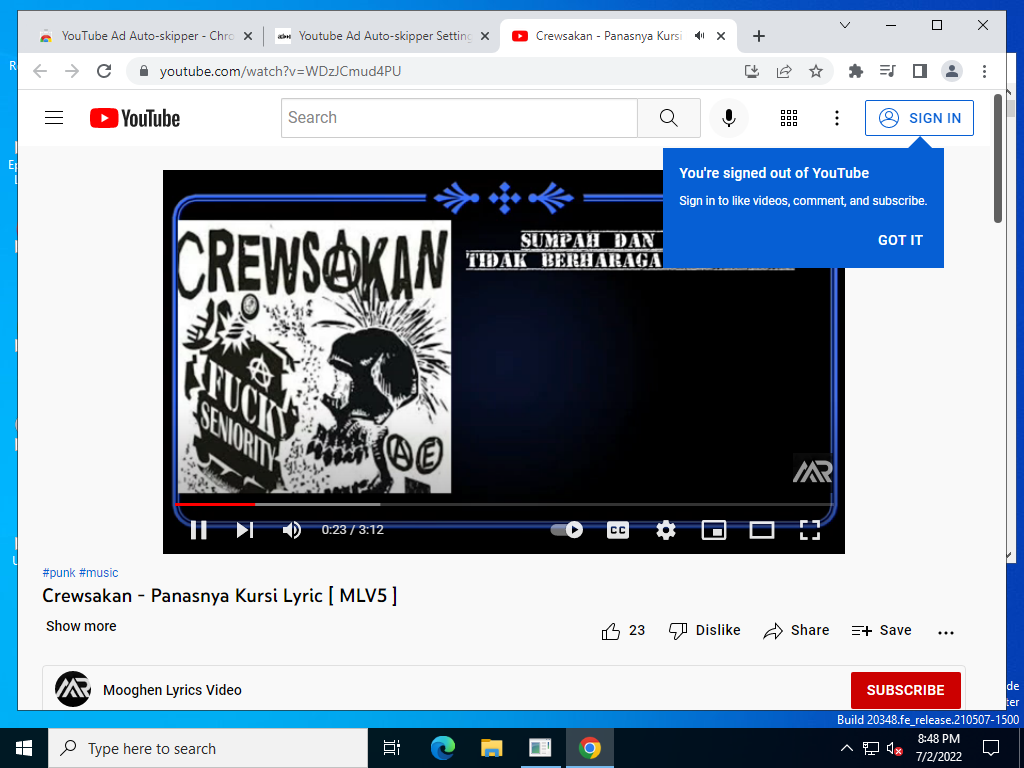 YouTube Ad Auto-skipper - Chro
Youtube Ad Auto-skipper Setting
Crewsakan - Panasnya Kursi
youtube.com/watch?v=WDzJCmud4PU
YouTube
Search
SIGN IN
You're signed out of YouTube
Sign in to like videos, comment, and subscribe.
GOT IT
CREWSAKAN
SUMPAH DAN
TIDAK BERHARAGA
FUCK
SENIORITY
AE
MR
0:23 / 3:12
CC
#punk #music
Crewsakan - Panasnya Kursi Lyric [ MLV5 ]
Show more
23
Dislike
Share
Save
Mooghen Lyrics Video
SUBSCRIBE
Build 20348.fe_release.210507-1500
Type here to search
8:48 PM
7/2/2022